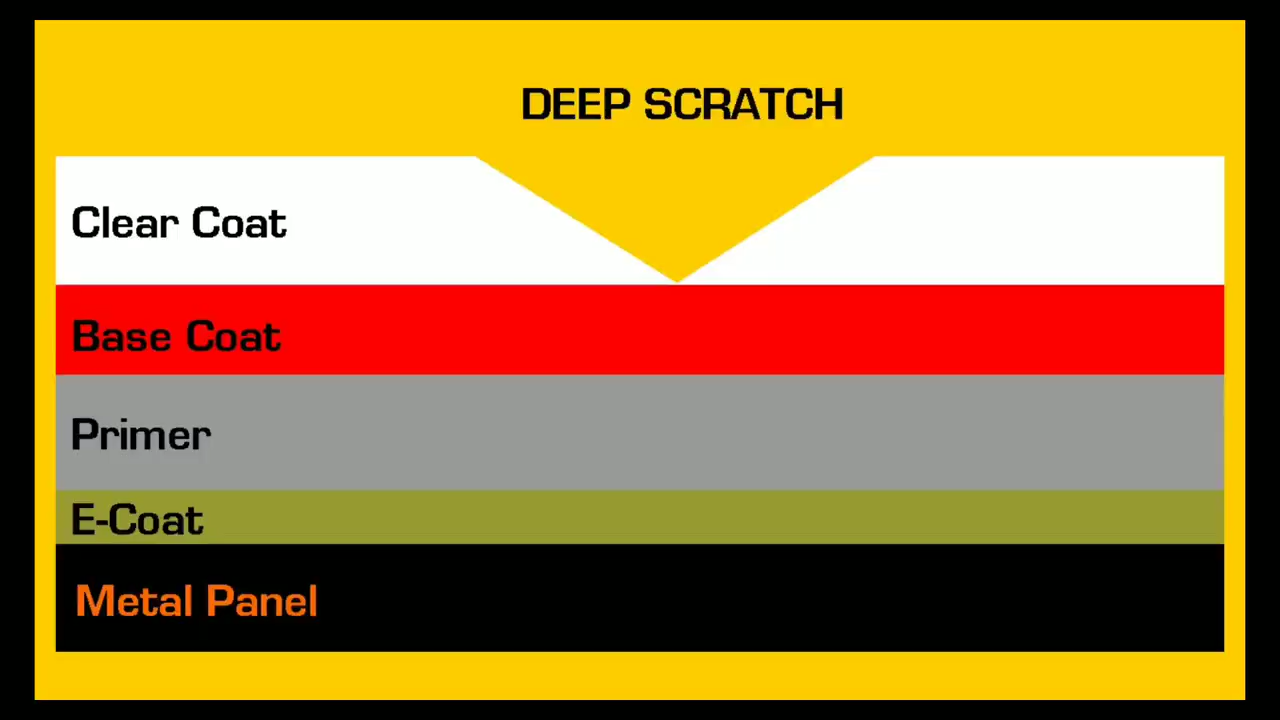 DEEP SCRATCH
Clear Coat
Base Coat
Primer
E-Coat
Metal Panel